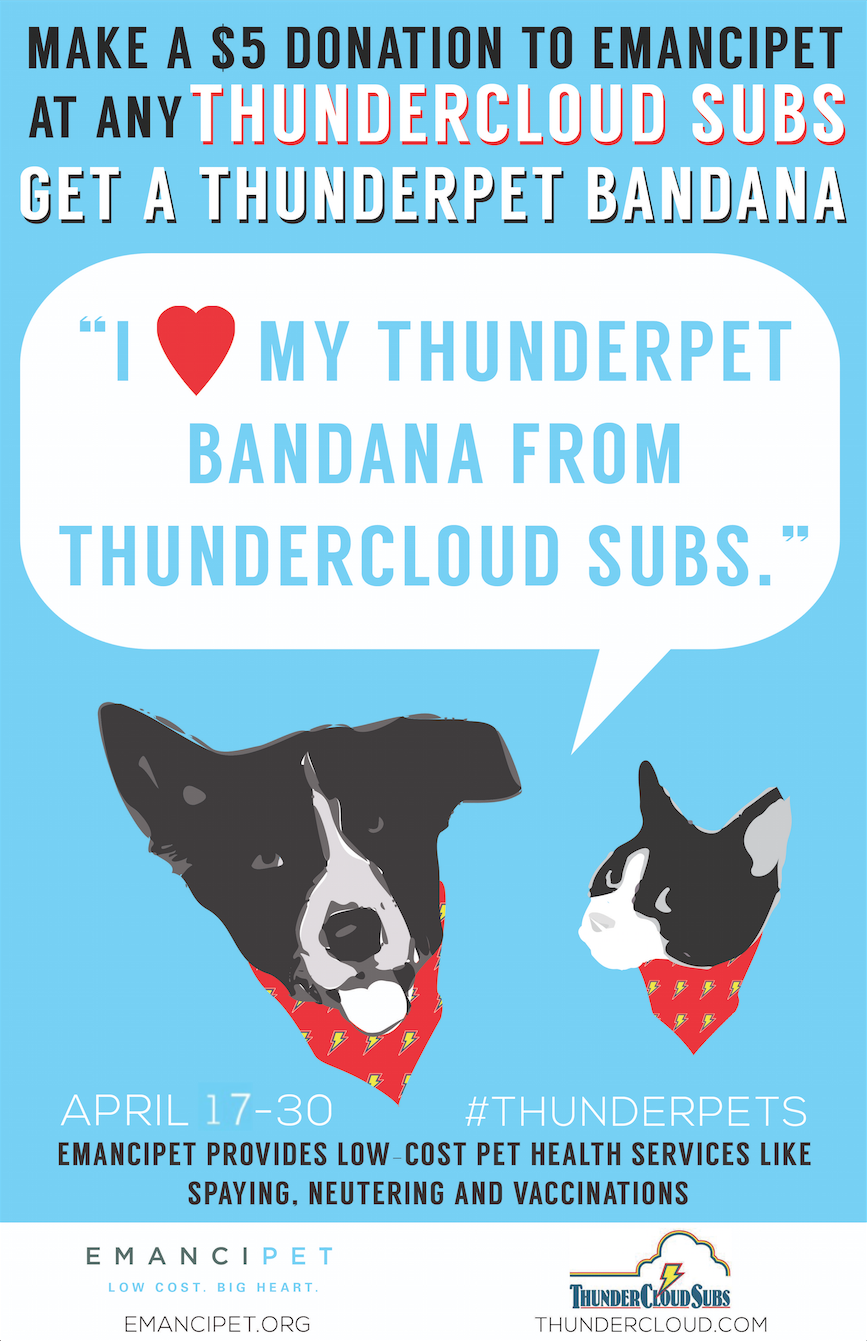 MAKE A $5 DONATION TO EMANCIPET
AT ANY THUNDERCLOUD SUBS
GET A THUNDERPET BANDANA
“I ♥ MY THUNDERPET
BANDANA FROM
THUNDERCLOUD SUBS.”
APRIL 17-30
#THUNDERPETS
EMANCIPET PROVIDES LOW-COST PET HEALTH SERVICES LIKE
SPAYING, NEUTERING AND VACCINATIONS
EMANCIPET
LOW COST. BIG HEART.
EMANCIPET.ORG
THUNDERCLOUDSUBS
THUNDERCLOUD.COM